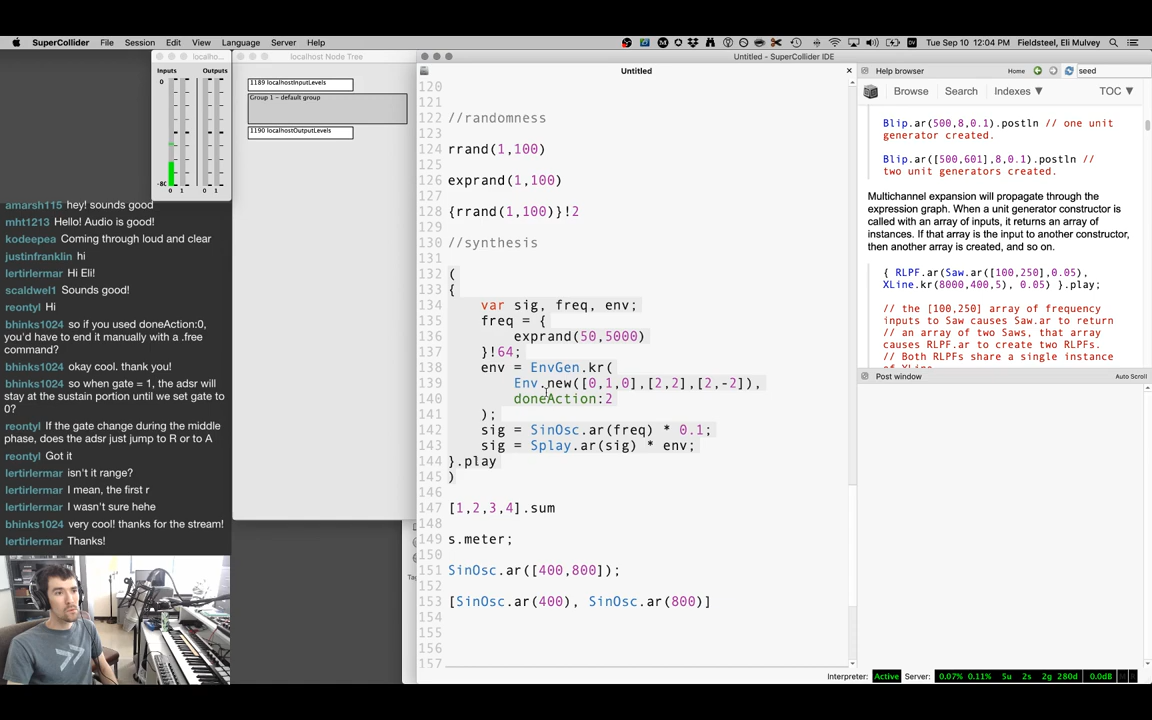 SuperCollider File Session Edit View Language Server Help
Tue Sep 10 12:04 PM Fieldsteel, Eli Mulvey
localho...
localhost Node Tree
Untitled - SuperCollider IDE
Inputs Outputs
0
-80
0 1 0 1
1189 localhostInputLevels
Group 1 - default group
1190 localhostOutputLevels
amarsh115 hey! sounds good
mht1213 Hello! Audio is good!
kodeepea Coming through loud and clear
justinfranklin hi
lertirlermar Hi Eli!
scaldwel1 Sounds good!
reontyl Hi
bhinks1024 so if you used doneAction:0,
you'd have to end it manually with a .free
command?
bhinks1024 okay cool. thank you!
bhinks1024 so when gate = 1, the adsr will
stay at the sustain portion until we set gate to
0?
reontyl If the gate change during the middle
phase, does the adsr just jump to R or to A
reontyl Got it
lertirlermar isn't it range?
lertirlermar I mean, the first r
lertirlermar I wasn't sure hehe
bhinks1024 very cool! thanks for the stream!
lertirlermar Thanks!
Untitled
120
121
122 //randomness
123
124 rrand(1,100)
125
126 exprand(1,100)
127
128 {rrand(1,100)}!2
129
130 //synthesis
131
132 (
133 {
134 var sig, freq, env;
135 freq = {
136 exprand(50,5000)
137 }!64;
138 env = EnvGen.kr(
139 Env.new([0,1,0],[2,2],[2,-2]),
140 doneAction:2
141 );
142 sig = SinOsc.ar(freq) * 0.1;
143 sig = Splay.ar(sig) * env;
144 }.play
145 )
146
147 [1,2,3,4].sum
148
149 s.meter;
150
151 SinOsc.ar([400,800]);
152
153 [SinOsc.ar(400), SinOsc.ar(800)]
154
155
156
157
Help browser Home seed
Browse Search Indexes ▼ TOC ▼
Blip.ar(500,8,0.1).postln // one unit
generator created.
Blip.ar([500,601],8,0.1).postln //
two unit generators created.
Multichannel expansion will propagate through the
expression graph. When a unit generator constructor is
called with an array of inputs, it returns an array of
instances. If that array is the input to another constructor,
then another array is created, and so on.
{ RLPF.ar(Saw.ar([100,250],0.05),
XLine.kr(8000,400,5), 0.05) }.play;
// the [100,250] array of frequency
inputs to Saw causes Saw.ar to return
// an array of two Saws, that array
causes RLPF.ar to create two RLPFs.
// Both RLPFs share a single instance
Post window Auto Scroll
Interpreter: Active Server: 0.07% 0.11% 5u 2s 2g 280d 0.0dB